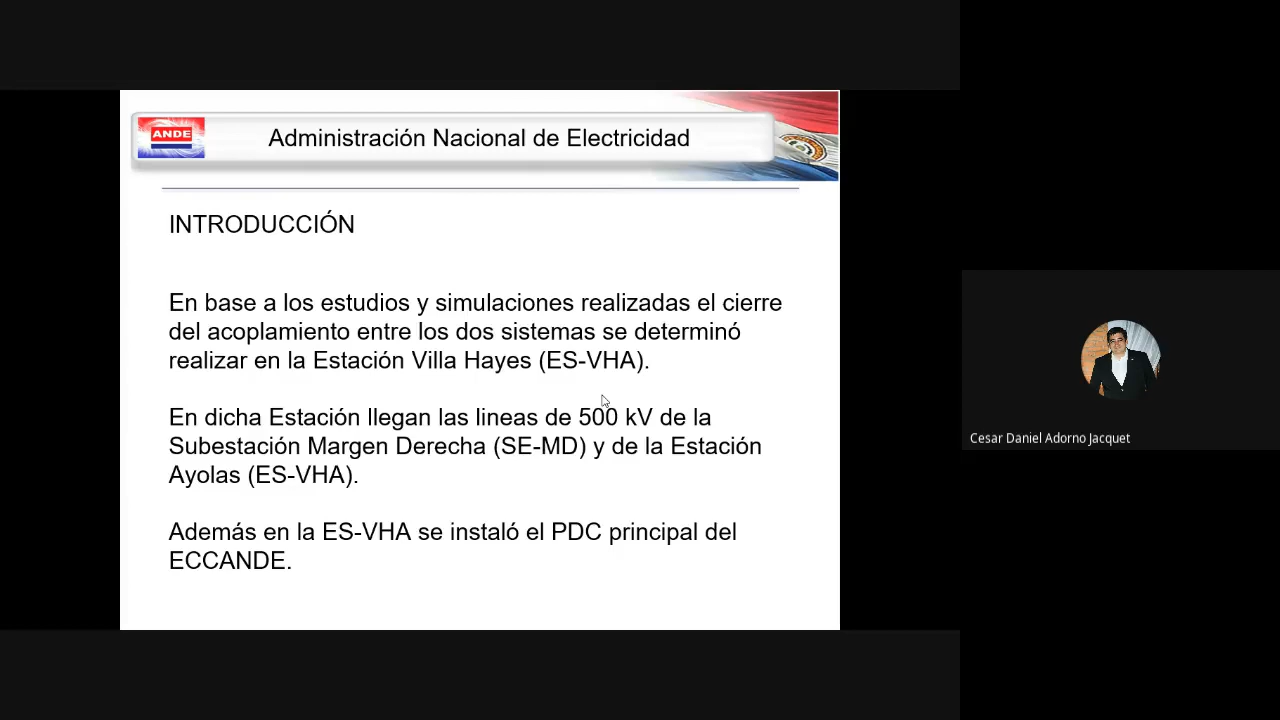 ANDE
Administración Nacional de Electricidad
INTRODUCCIÓN
En base a los estudios y simulaciones realizadas el cierre
del acoplamiento entre los dos sistemas se determinó
realizar en la Estación Villa Hayes (ES-VHA).
En dicha Estación llegan las lineas de 500 kV de la
Subestación Margen Derecha (SE-MD) y de la Estación
Ayolas (ES-VHA).
Además en la ES-VHA se instaló el PDC principal del
ECCANDE.
Cesar Daniel Adorno Jacquet